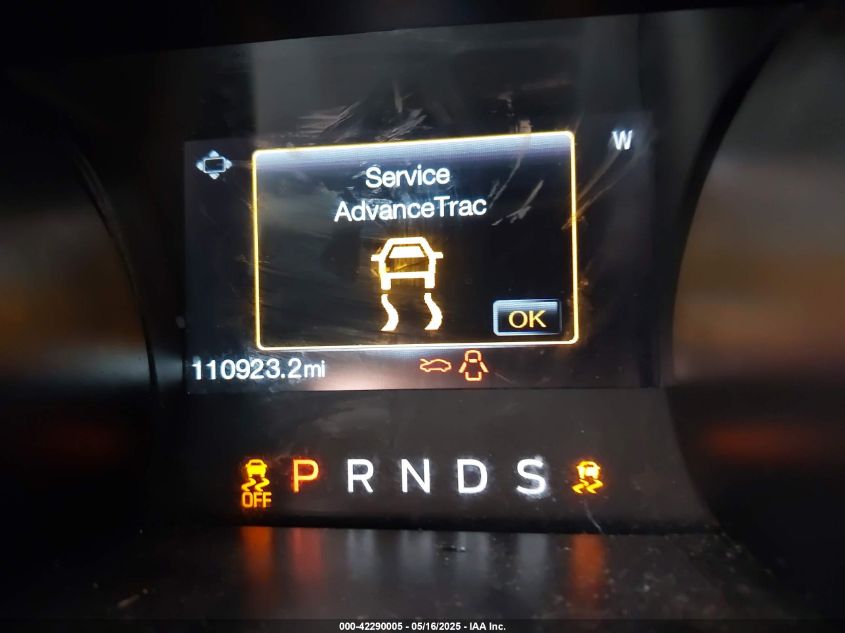 W
Service
AdvanceTrac
OK
110923.2mi
OFF P R N D S
000-42290005 - 05/16/2025 - IAA Inc.